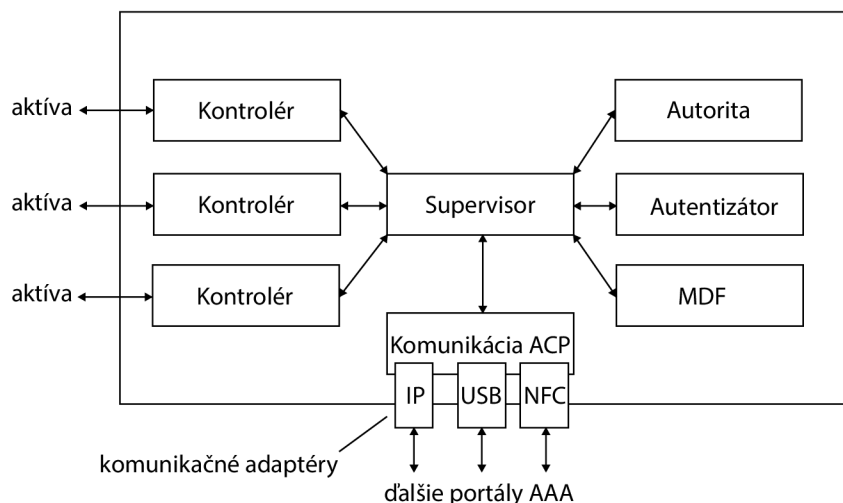 aktíva
Kontrolér
Autorita
aktíva
Kontrolér
Supervisor
Autentizátor
aktíva
Kontrolér
MDF
Komunikácia ACP
IP
USB
NFC
komunikačné adaptéry
ďalšie portály AAA